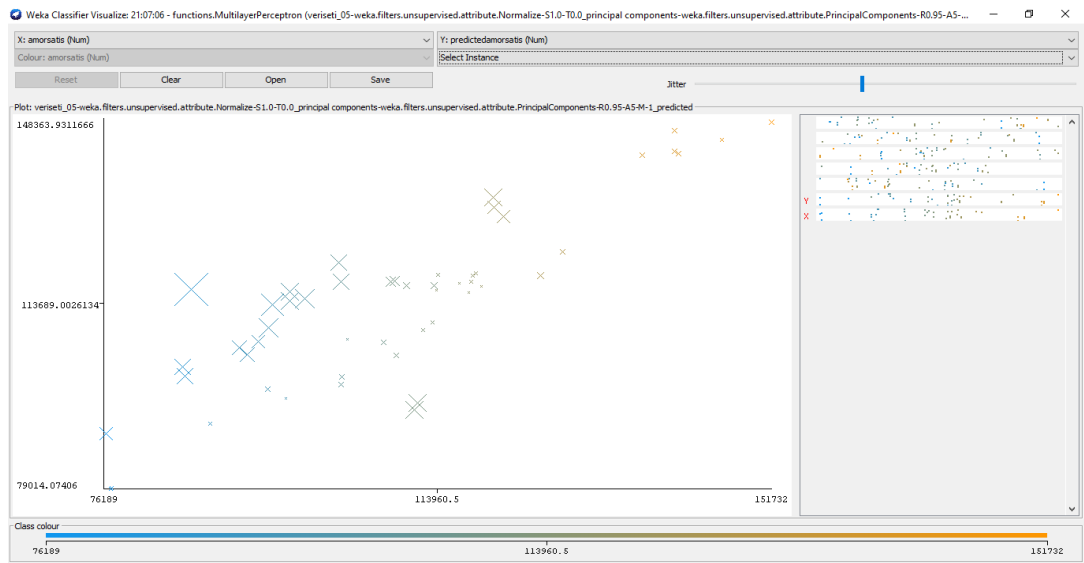 Weka Classifier Visualize: 21:07:06 - functions.MultilayerPerceptron (veriseti_05-weka.filters.unsupervised.attribute.Normalize-S1.0-T0.0_principal components-weka.filters.unsupervised.attribute.PrincipalComponents-R0.95-A5-...
X: amorsatis (Num)
Y: predictedamorsatis (Num)
Colour: amorsatis (Num)
Select Instance
Reset
Clear
Open
Save
Jitter
Plot: veriseti_05-weka.filters.unsupervised.attribute.Normalize-S1.0-T0.0_principal components-weka.filters.unsupervised.attribute.PrincipalComponents-R0.95-A5-M-1_predicted
148363.9311666
113689.0026134
79014.07406
76189
113960.5
151732
Y
X
Class colour
76189
113960.5
151732